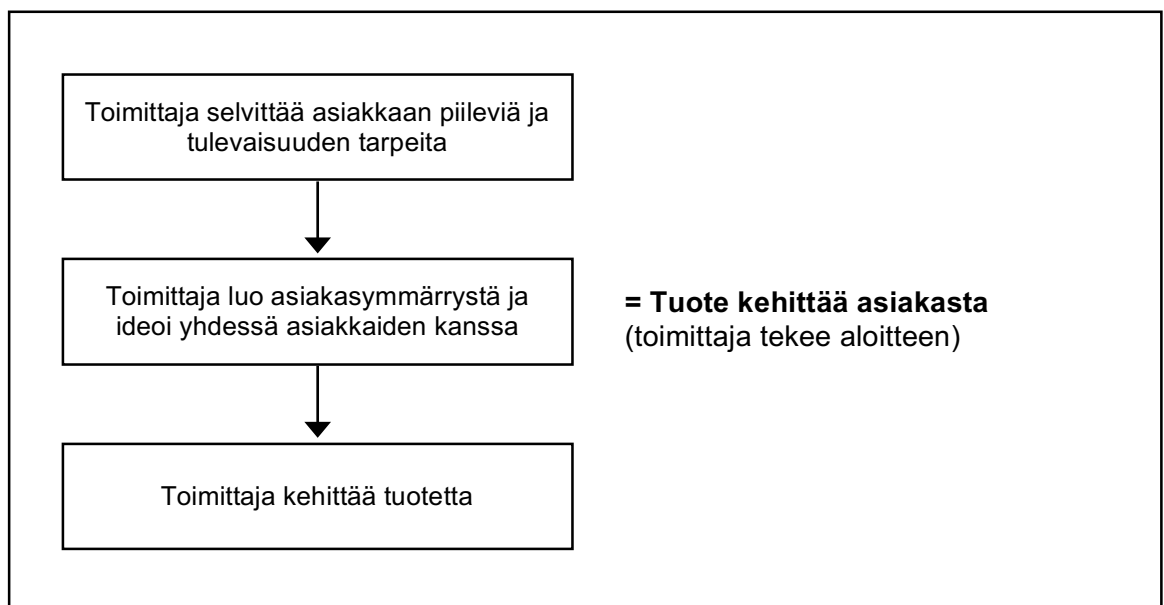 Toimittaja selvittää asiakkaan piileviä ja
tulevaisuuden tarpeita
Toimittaja luo asiakasymmärrystä ja
ideoi yhdessä asiakkaiden kanssa
= Tuote kehittää asiakasta
(toimittaja tekee aloitteen)
Toimittaja kehittää tuotetta